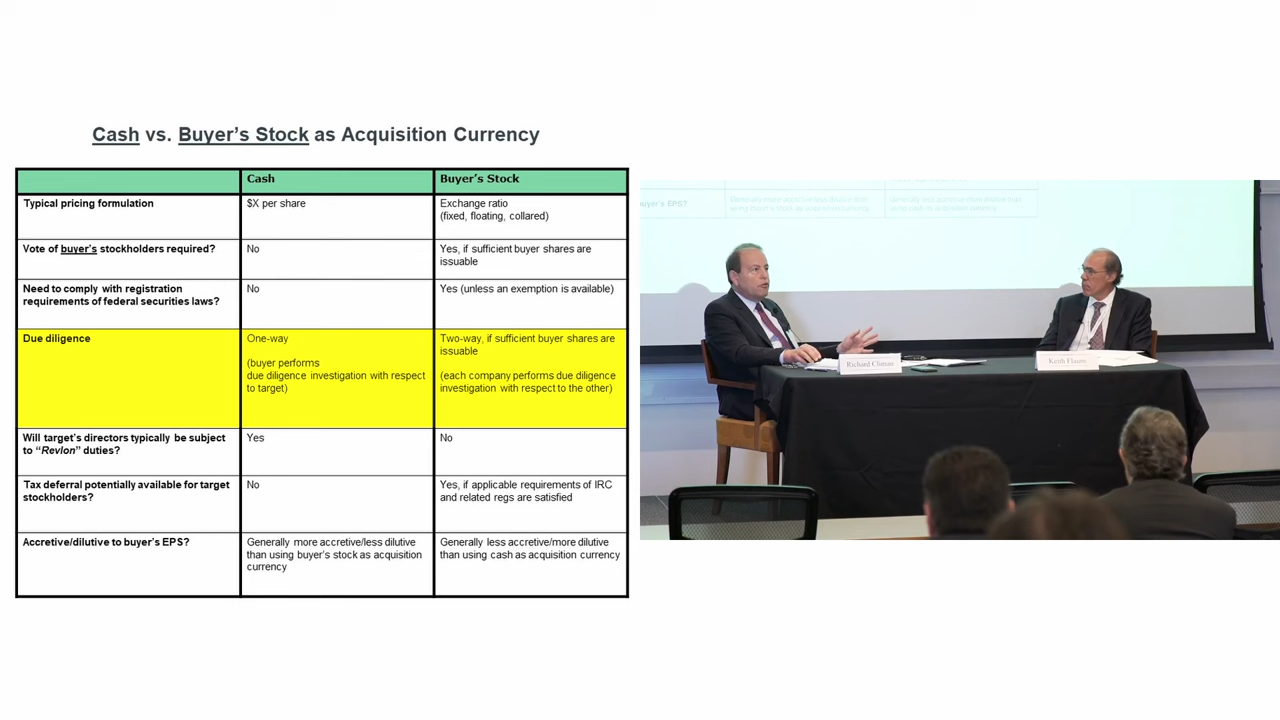 Cash vs. Buyer's Stock as Acquisition Currency
Cash
Buyer's Stock
Typical pricing formulation
$X per share
Exchange ratio
(fixed, floating, collared)
Vote of buyer's stockholders required?
No
Yes, if sufficient buyer shares are
issuable
Need to comply with registration
requirements of federal securities laws?
No
Yes (unless an exemption is available)
Due diligence
One-way
(buyer performs
due diligence investigation with respect
to target)
Two-way, if sufficient buyer shares are
issuable
(each company performs due diligence
investigation with respect to the other)
Will target's directors typically be subject
to "Revlon" duties?
Yes
No
Tax deferral potentially available for target
stockholders?
No
Yes, if applicable requirements of IRC
and related regs are satisfied
Accretive/dilutive to buyer's EPS?
Generally more accretive/less dilutive
than using buyer's stock as acquisition
currency
Generally less accretive/more dilutive
than using cash as acquisition currency
buyer's EPS?
Richard Climan
Keith Flaum